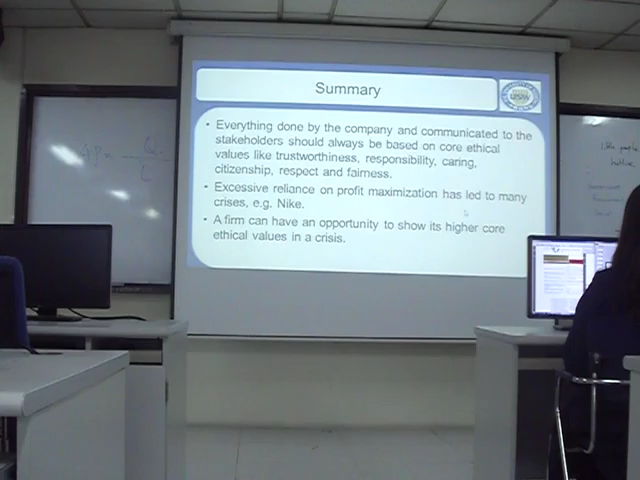 Summary
• Everything done by the company and communicated to the
stakeholders should always be based on core ethical
values like trustworthiness, responsibility, caring,
citizenship, respect and fairness.
• Excessive reliance on profit maximization has led to many
crises, e.g. Nike.
• A firm can have an opportunity to show its higher core
ethical values in a crisis.